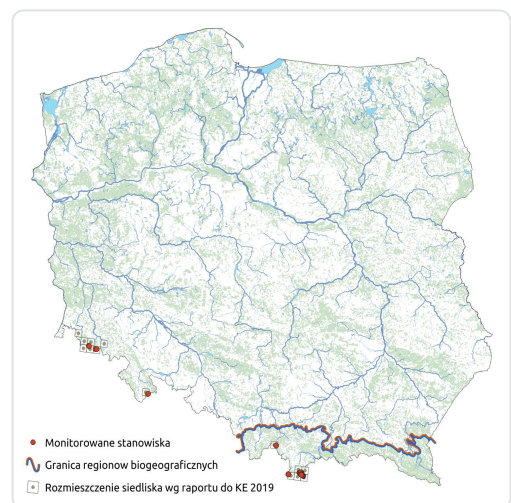 Monitorowane stanowiska
Granica regionow biogeograficznych
Rozmieszczenie siedliska wg raportu do KE 2019